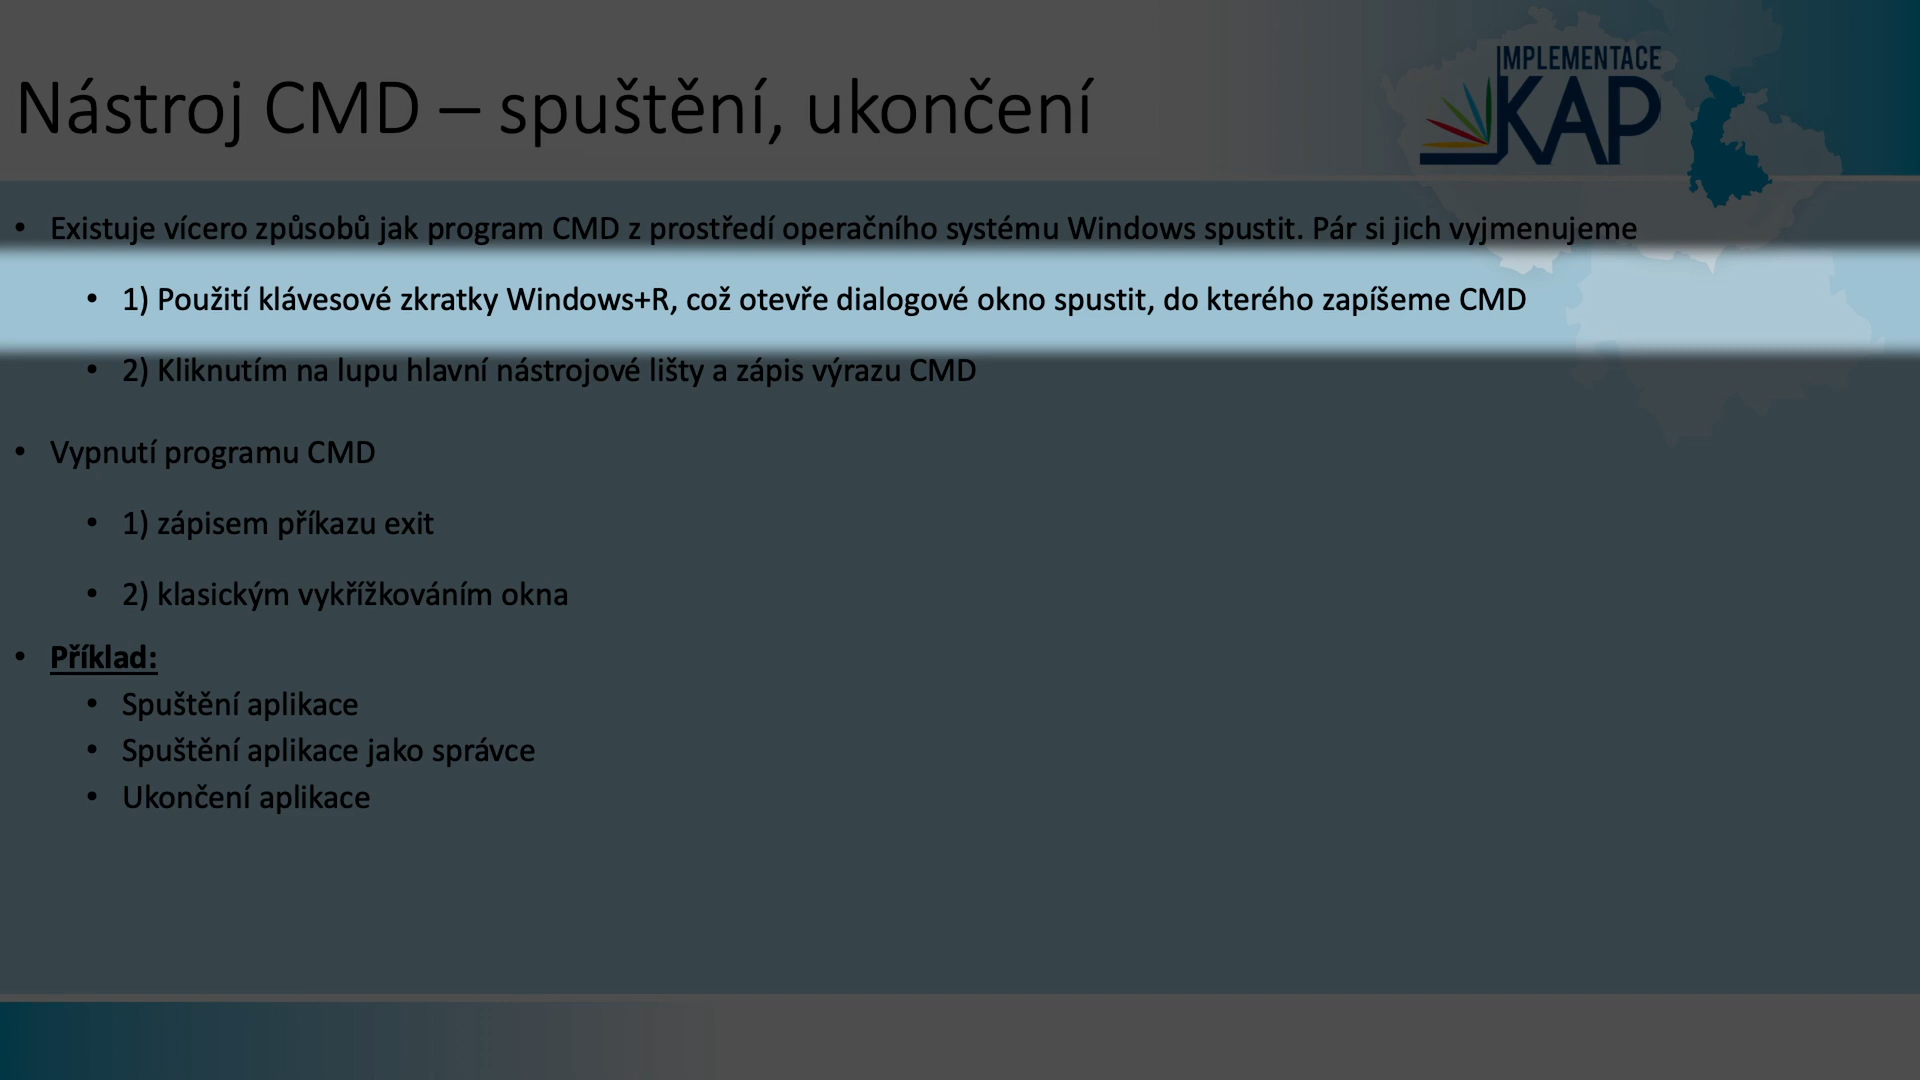 IMPLEMENTACE
KAP
Nástroj CMD – spuštění, ukončení
• Existuje vícero způsobů jak program CMD z prostředí operačního systému Windows spustit. Pár si jich vyjmenujeme
• 1) Použití klávesové zkratky Windows+R, což otevře dialogové okno spustit, do kterého zapíšeme CMD
• 2) Kliknutím na lupu hlavní nástrojové lišty a zápis výrazu CMD
• Vypnutí programu CMD
• 1) zápisem příkazu exit
• 2) klasickým vykřížkováním okna
• Příklad:
• Spuštění aplikace
• Spuštění aplikace jako správce
• Ukončení aplikace